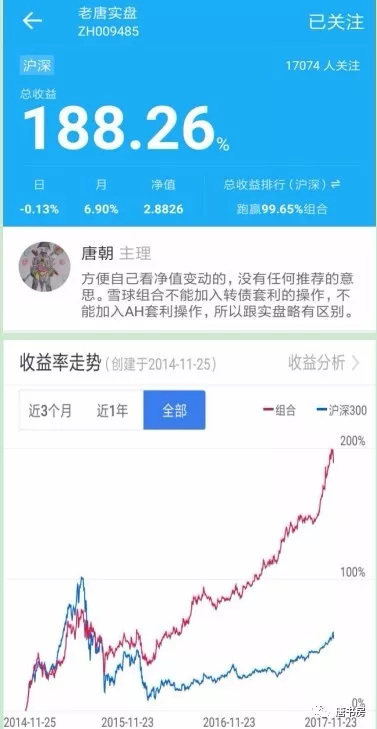 老唐实盘
ZH009485
已关注
沪深
17074 人关注
总收益
188.26%
日 月 净值 总收益排行(沪深)
-0.13% 6.90% 2.8826 跑赢99.65%组合
唐朝 主理
方便自己看净值变动的,没有任何推荐的意
思。雪球组合不能加入转债套利的操作,不
能加入AH套利操作,所以跟实盘略有区别。
收益率走势(创建于2014-11-25) 收益分析
近3个月 近1年 全部
组合 沪深300
200%
100%
0%
2014-11-25 2015-11-23 2016-11-23 2017-11-23
唐书房